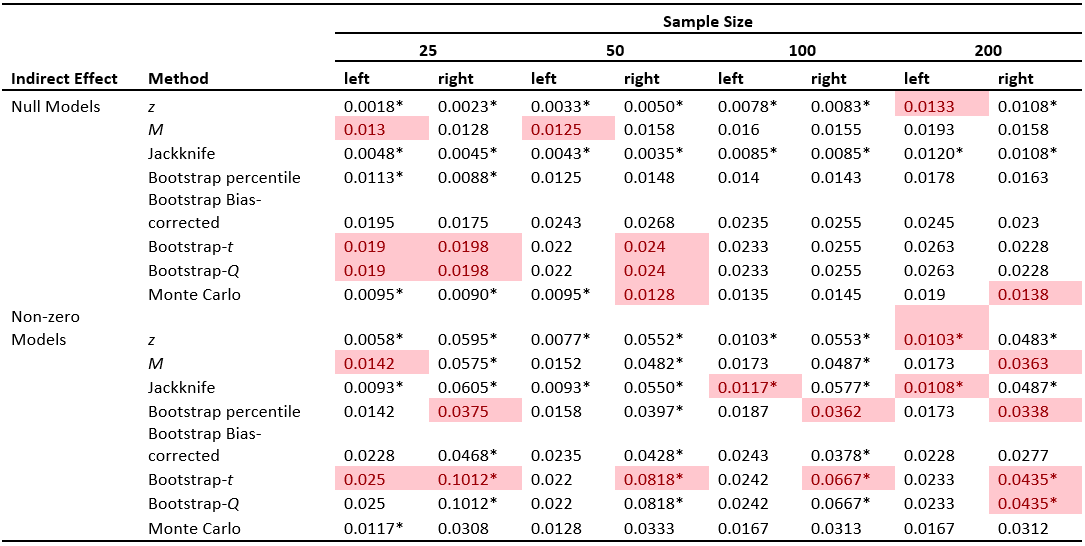 Sample Size
25 50 100 200
Indirect Effect Method left right left right left right left right
Null Models z 0.0018* 0.0023* 0.0033* 0.0050* 0.0078* 0.0083* 0.0133 0.0108*
M 0.013 0.0128 0.0125 0.0158 0.016 0.0155 0.0193 0.0158
Jackknife 0.0048* 0.0045* 0.0043* 0.0035* 0.0085* 0.0085* 0.0120* 0.0108*
Bootstrap percentile 0.0113* 0.0088* 0.0125 0.0148 0.014 0.0143 0.0178 0.0163
Bootstrap Bias-
corrected 0.0195 0.0175 0.0243 0.0268 0.0235 0.0255 0.0245 0.023
Bootstrap-t 0.019 0.0198 0.022 0.024 0.0233 0.0255 0.0263 0.0228
Bootstrap-Q 0.019 0.0198 0.022 0.024 0.0233 0.0255 0.0263 0.0228
Monte Carlo 0.0095* 0.0090* 0.0095* 0.0128 0.0135 0.0145 0.019 0.0138
Non-zero
Models z 0.0058* 0.0595* 0.0077* 0.0552* 0.0103* 0.0553* 0.0103* 0.0483*
M 0.0142 0.0575* 0.0152 0.0482* 0.0173 0.0487* 0.0173 0.0363
Jackknife 0.0093* 0.0605* 0.0093* 0.0550* 0.0117* 0.0577* 0.0108* 0.0487*
Bootstrap percentile 0.0142 0.0375 0.0158 0.0397* 0.0187 0.0362 0.0173 0.0338
Bootstrap Bias-
corrected 0.0228 0.0468* 0.0235 0.0428* 0.0243 0.0378* 0.0228 0.0277
Bootstrap-t 0.025 0.1012* 0.022 0.0818* 0.0242 0.0667* 0.0233 0.0435*
Bootstrap-Q 0.025 0.1012* 0.022 0.0818* 0.0242 0.0667* 0.0233 0.0435*
Monte Carlo 0.0117* 0.0308 0.0128 0.0333 0.0167 0.0313 0.0167 0.0312